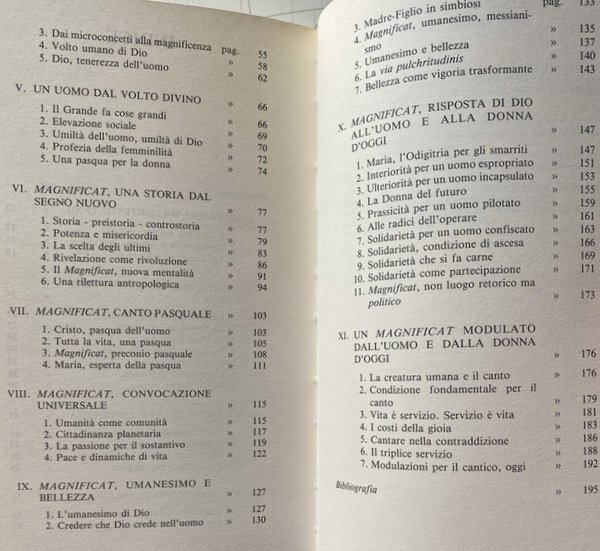 3. Dai microconcetti alla magnificenza pag. 55
4. Volto umano di Dio » 58
5. Dio, tenerezza dell'uomo » 62
V. UN UOMO DAL VOLTO DIVINO » 66
1. Il Grande fa cose grandi » 66
2. Elevazione sociale » 69
3. Umiltà dell'uomo, umiltà di Dio » 70
4. Profezia della femminilità » 72
5. Una pasqua per la donna » 74
VI. MAGNIFICAT, UNA STORIA DAL
SEGNO NUOVO » 77
1. Storia - preistoria - controstoria » 77
2. Potenza e misericordia » 79
3. La scelta degli ultimi » 83
4. Rivelazione come rivoluzione » 86
5. Il Magnificat, nuova mentalità » 91
6. Una rilettura antropologica » 94
VII. MAGNIFICAT, CANTO PASQUALE » 103
1. Cristo, pasqua dell'uomo » 103
2. Tutta la vita, una pasqua » 105
3. Magnificat, preconio pasquale » 108
4. Maria, esperta della pasqua » 111
VIII. MAGNIFICAT, CONVOCAZIONE
UNIVERSALE » 115
1. Umanità come comunità » 115
2. Cittadinanza planetaria » 117
3. La passione per il sostantivo » 119
4. Pace e dinamiche di vita » 122
IX. MAGNIFICAT, UMANESIMO E
BELLEZZA » 127
1. L'umanesimo di Dio » 127
2. Credere che Dio crede nell'uomo » 130
3. Madre-Figlio in simbiosi pag. 133
4. Magnificat, umanesimo, messiani-
smo » 135
5. Umanesimo e bellezza » 137
6. La via pulchritudinis » 140
7. Bellezza come vigoria trasformante » 143
X. MAGNIFICAT, RISPOSTA DI DIO
ALL'UOMO E ALLA DONNA
D'OGGI » 147
1. Maria, l'Odigitria per gli smarriti » 147
2. Interiorità per un uomo espropriato » 151
3. Ulteriorità per un uomo incapsulato » 153
4. La Donna del futuro » 155
5. Prassicità per un uomo pilotato » 159
6. Alle radici dell'operare » 161
7. Solidarietà per un uomo confiscato » 163
8. Solidarietà, condizione di ascesa » 166
9. Solidarietà che si fa carne » 169
10. Solidarietà come partecipazione » 171
11. Magnificat, non luogo retorico ma
politico » 173
XI. UN MAGNIFICAT MODULATO
DALL'UOMO E DALLA DONNA
D'OGGI » 176
1. La creatura umana e il canto » 176
2. Condizione fondamentale per il
canto » 179
3. Vita è servizio. Servizio è vita » 181
4. I costi della gioia » 183
5. Cantare nella contraddizione » 186
6. Il triplice servizio » 188
7. Modulazioni per il cantico, oggi » 192
Bibliografia » 195